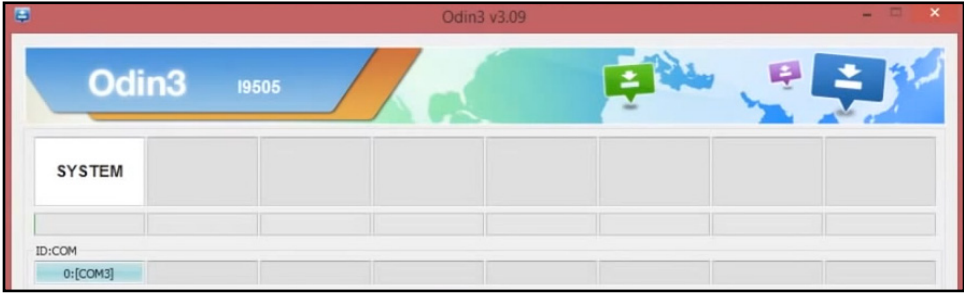 Odin3 v3.09
Odin3 I9505
SYSTEM
ID:COM
0:[COM3]